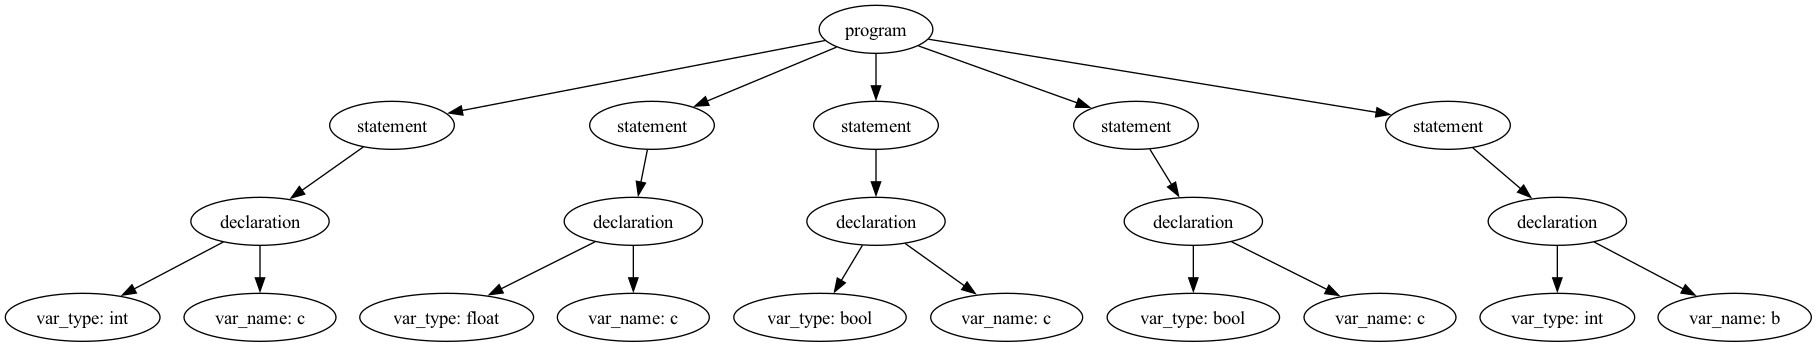 program
statement
statement
statement
statement
statement
declaration
declaration
declaration
declaration
declaration
var_type: int
var_name: c
var_type: float
var_name: c
var_type: bool
var_name: c
var_type: bool
var_name: c
var_type: int
var_name: b